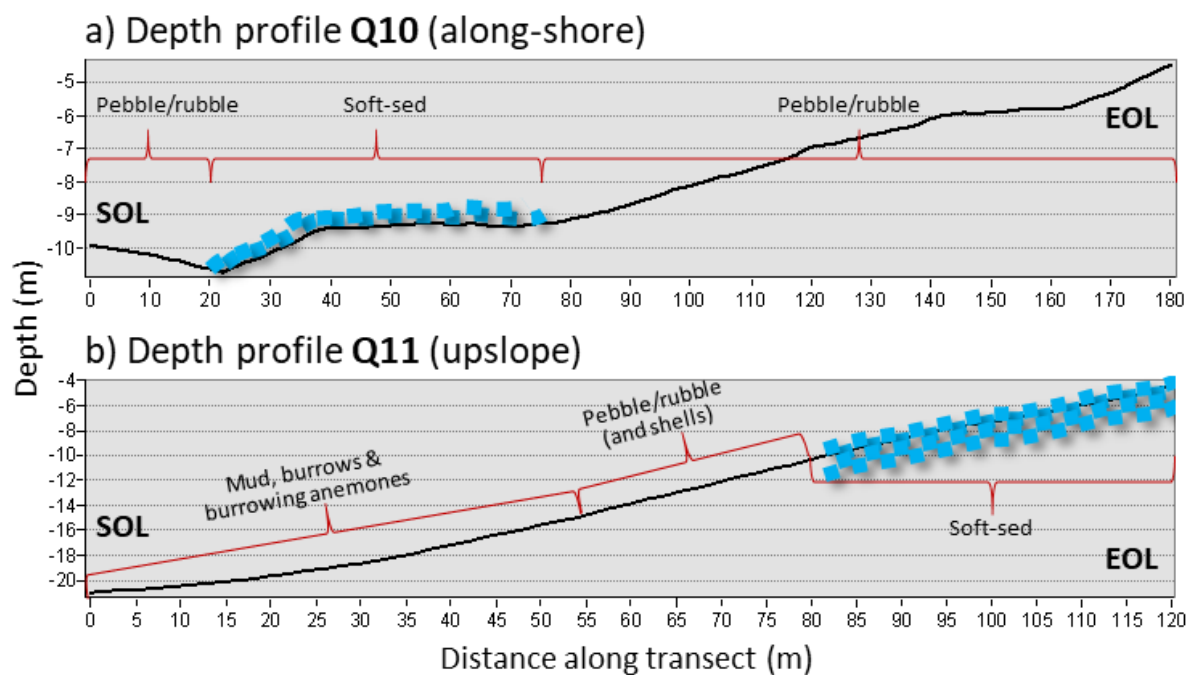 a) Depth profile Q10 (along-shore)
-5
-6
-7
-8
-9
-10
Pebble/rubble
Soft-sed
Pebble/rubble
SOL
EOL
0 10 20 30 40 50 60 70 80 90 100 110 120 130 140 150 160 170 180
b) Depth profile Q11 (upslope)
Depth (m)
-4
-6
-8
-10
-12
-14
-16
-18
-20
Pebble/rubble
(and shells)
Mud, burrows &
burrowing anemones
SOL
Soft-sed
EOL
0 5 10 15 20 25 30 35 40 45 50 55 60 65 70 75 80 85 90 95 100 105 110 115 120
Distance along transect (m)